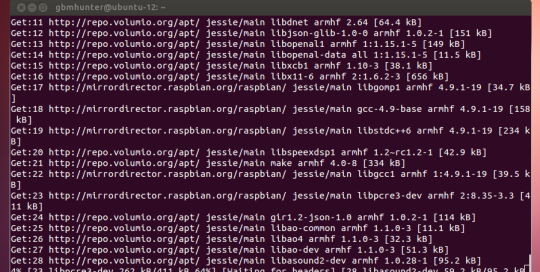 gbmhunter@ubuntu-12: ~
Get:11 http://repo.volumio.org/apt/ jessie/main libdnet armhf 2.64 [64.4 kB]
Get:12 http://repo.volumio.org/apt/ jessie/main libjson-glib-1.0-0 armhf 1.0.2-1 [151 kB]
Get:13 http://repo.volumio.org/apt/ jessie/main libopenal1 armhf 1:1.15.1-5 [149 kB]
Get:14 http://repo.volumio.org/apt/ jessie/main libopenal-data all 1:1.15.1-5 [11.5 kB]
Get:15 http://repo.volumio.org/apt/ jessie/main libxcb1 armhf 1.10-3 [38.1 kB]
Get:16 http://repo.volumio.org/apt/ jessie/main libx11-6 armhf 2:1.6.2-3 [656 kB]
Get:17 http://mirrordirector.raspbian.org/raspbian/ jessie/main libgomp1 armhf 4.9.1-19 [34.7 kB
]
Get:18 http://mirrordirector.raspbian.org/raspbian/ jessie/main gcc-4.9-base armhf 4.9.1-19 [158
 kB]
Get:19 http://mirrordirector.raspbian.org/raspbian/ jessie/main libstdc++6 armhf 4.9.1-19 [234 k
B]
Get:20 http://repo.volumio.org/apt/ jessie/main libspeexdsp1 armhf 1.2~rc1.2-1 [42.9 kB]
Get:21 http://repo.volumio.org/apt/ jessie/main make armhf 4.0-8 [334 kB]
Get:22 http://mirrordirector.raspbian.org/raspbian/ jessie/main libgcc1 armhf 1:4.9.1-19 [39.5 k
B]
Get:23 http://mirrordirector.raspbian.org/raspbian/ jessie/main libpcre3-dev armhf 2:8.35-3.3 [4
11 kB]
Get:24 http://repo.volumio.org/apt/ jessie/main gir1.2-json-1.0 armhf 1.0.2-1 [114 kB]
Get:25 http://repo.volumio.org/apt/ jessie/main libao-common armhf 1.1.0-3 [11.1 kB]
Get:26 http://repo.volumio.org/apt/ jessie/main libao4 armhf 1.1.0-3 [32.3 kB]
Get:27 http://repo.volumio.org/apt/ jessie/main libao-dev armhf 1.1.0-3 [51.3 kB]
Get:28 http://repo.volumio.org/apt/ jessie/main libasound2-dev armhf 1.0.28-1 [95.2 kB]
4% [23 libpcre3-dev 262 kB/411 kB 64%] [Waiting for headers] [28 libasound2-dev 59.2 kB/95.2 kB